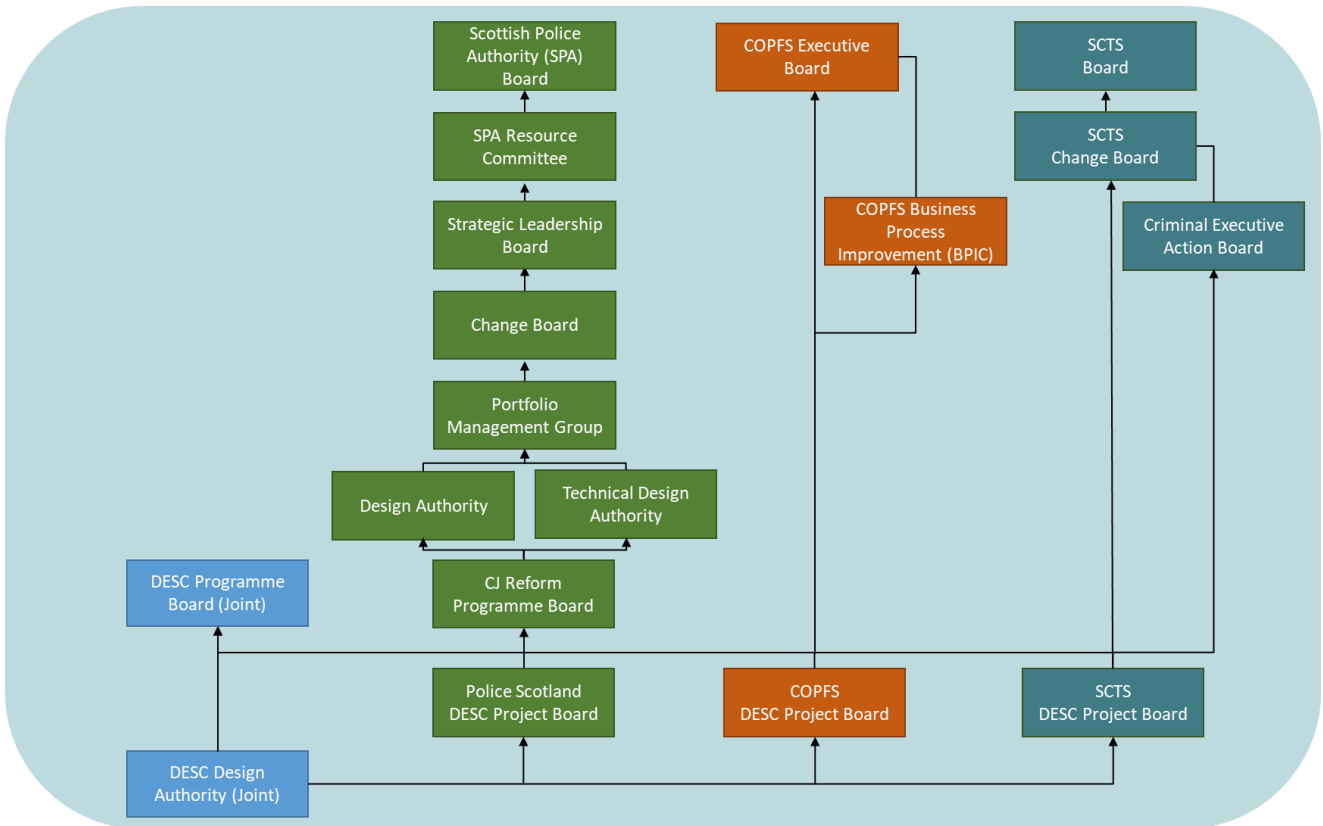 Scottish Police
Authority (SPA)
Board
COPFS Executive
Board
SCTS
Board
SPA Resource
Committee
SCTS
Change Board
Strategic Leadership
Board
COPFS Business
Process
Improvement (BPIC)
Criminal Executive
Action Board
Change Board
Portfolio
Management Group
Design Authority
Technical Design
Authority
DESC Programme
Board (Joint)
CJ Reform
Programme Board
Police Scotland
DESC Project Board
COPFS
DESC Project Board
SCTS
DESC Project Board
DESC Design
Authority (Joint)